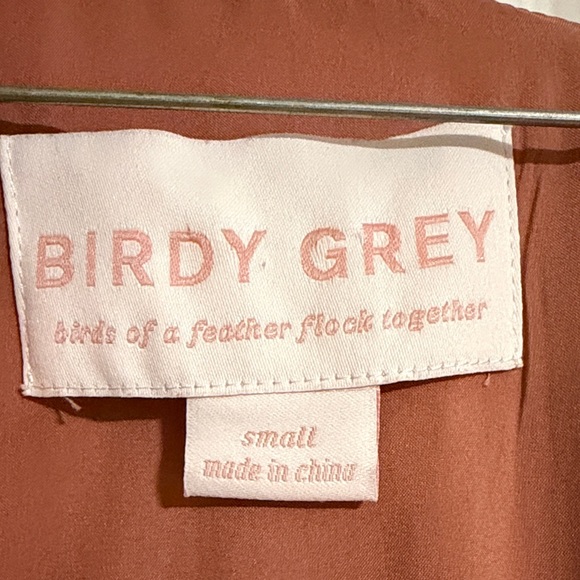 BIRDY GREY
birds of a feather flock together
small
made in china